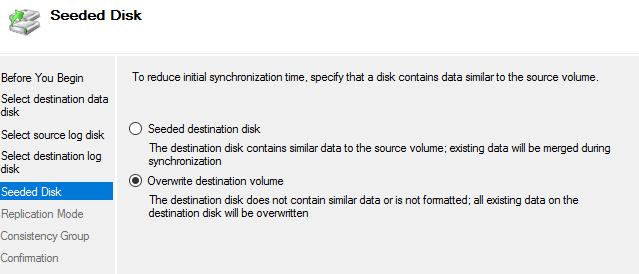 Seeded Disk
Before You Begin
Select destination data
disk
Select source log disk
Select destination log
disk
Seeded Disk
Replication Mode
Consistency Group
Confirmation
To reduce initial synchronization time, specify that a disk contains data similar to the source volume.
Seeded destination disk
The destination disk contains similar data to the source volume; existing data will be merged during
synchronization
Overwrite destination volume
The destination disk does not contain similar data or is not formatted; all existing data on the
destination disk will be overwritten